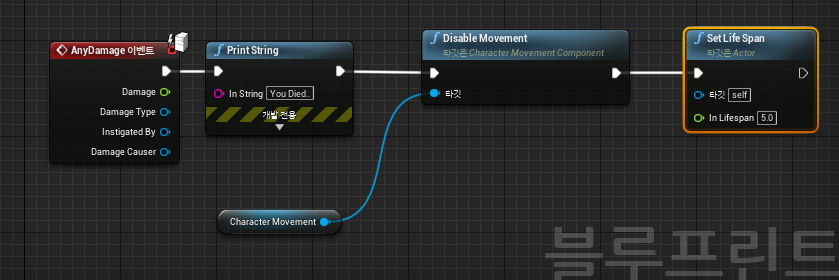 AnyDamage 이벤트
Damage
Damage Type
Instigated By
Damage Causer
Print String
In String You Died..
개발 전용
Character Movement
Disable Movement
타깃은 Character Movement Component
타깃
Set Life Span
타깃은 Actor
타깃 self
In Lifespan 5.0
블루프린트